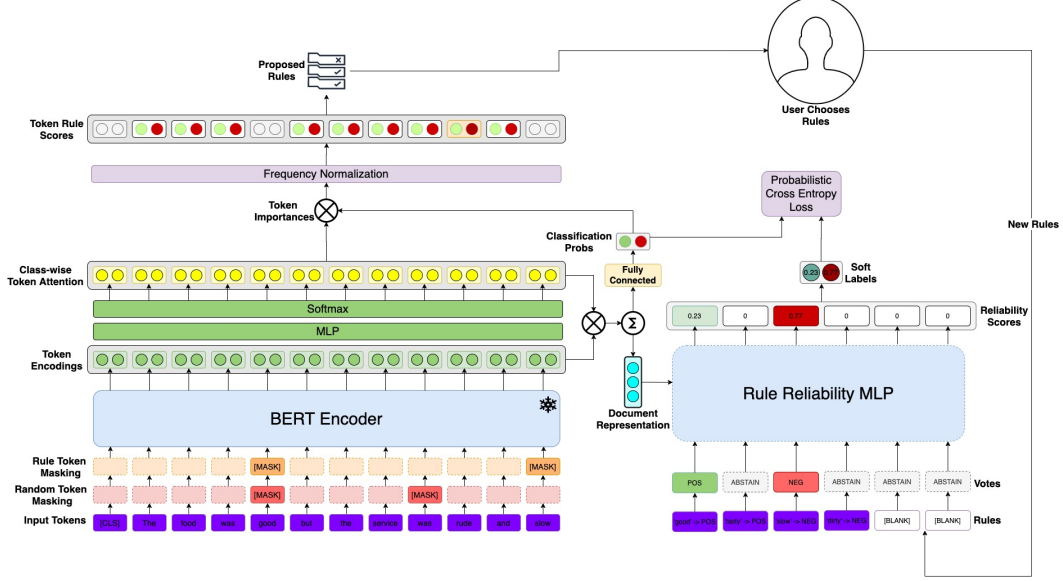 Proposed
Rules
User Chooses
Rules
Token Rule
Scores
Frequency Normalization
Probabilistic
Cross Entropy
Loss
Token
Importances
New Rules
Classification
Probs
Class-wise
Token Attention
Fully
Connected
0.23 0.77
Soft
Labels
Softmax
0.23 0 0.77 0 0 0
Reliability
Scores
MLP
Token
Encodings
Rule Reliability MLP
BERT Encoder
Document
Representation
Rule Token
Masking
[MASK] [MASK]
POS ABSTAIN NEG ABSTAIN ABSTAIN ABSTAIN
Votes
Random Token
Masking
[MASK] [MASK]
Input Tokens
[CLS] The food was good but the service was rude and slow
'good' -> POS 'tasty' -> POS 'slow' -> NEG 'dirty' -> NEG [BLANK] [BLANK]
Rules